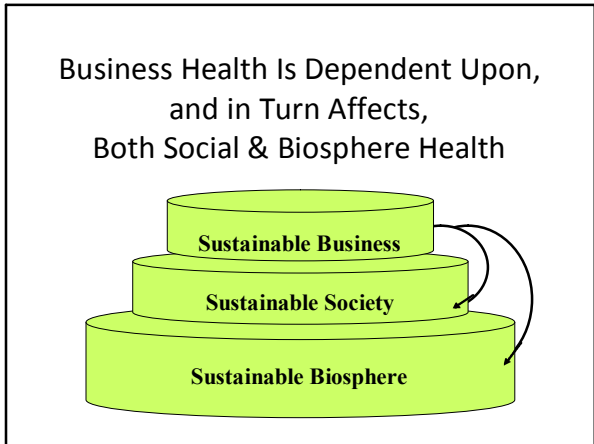 Business Health Is Dependent Upon,
and in Turn Affects,
Both Social & Biosphere Health
Sustainable Business
Sustainable Society
Sustainable Biosphere